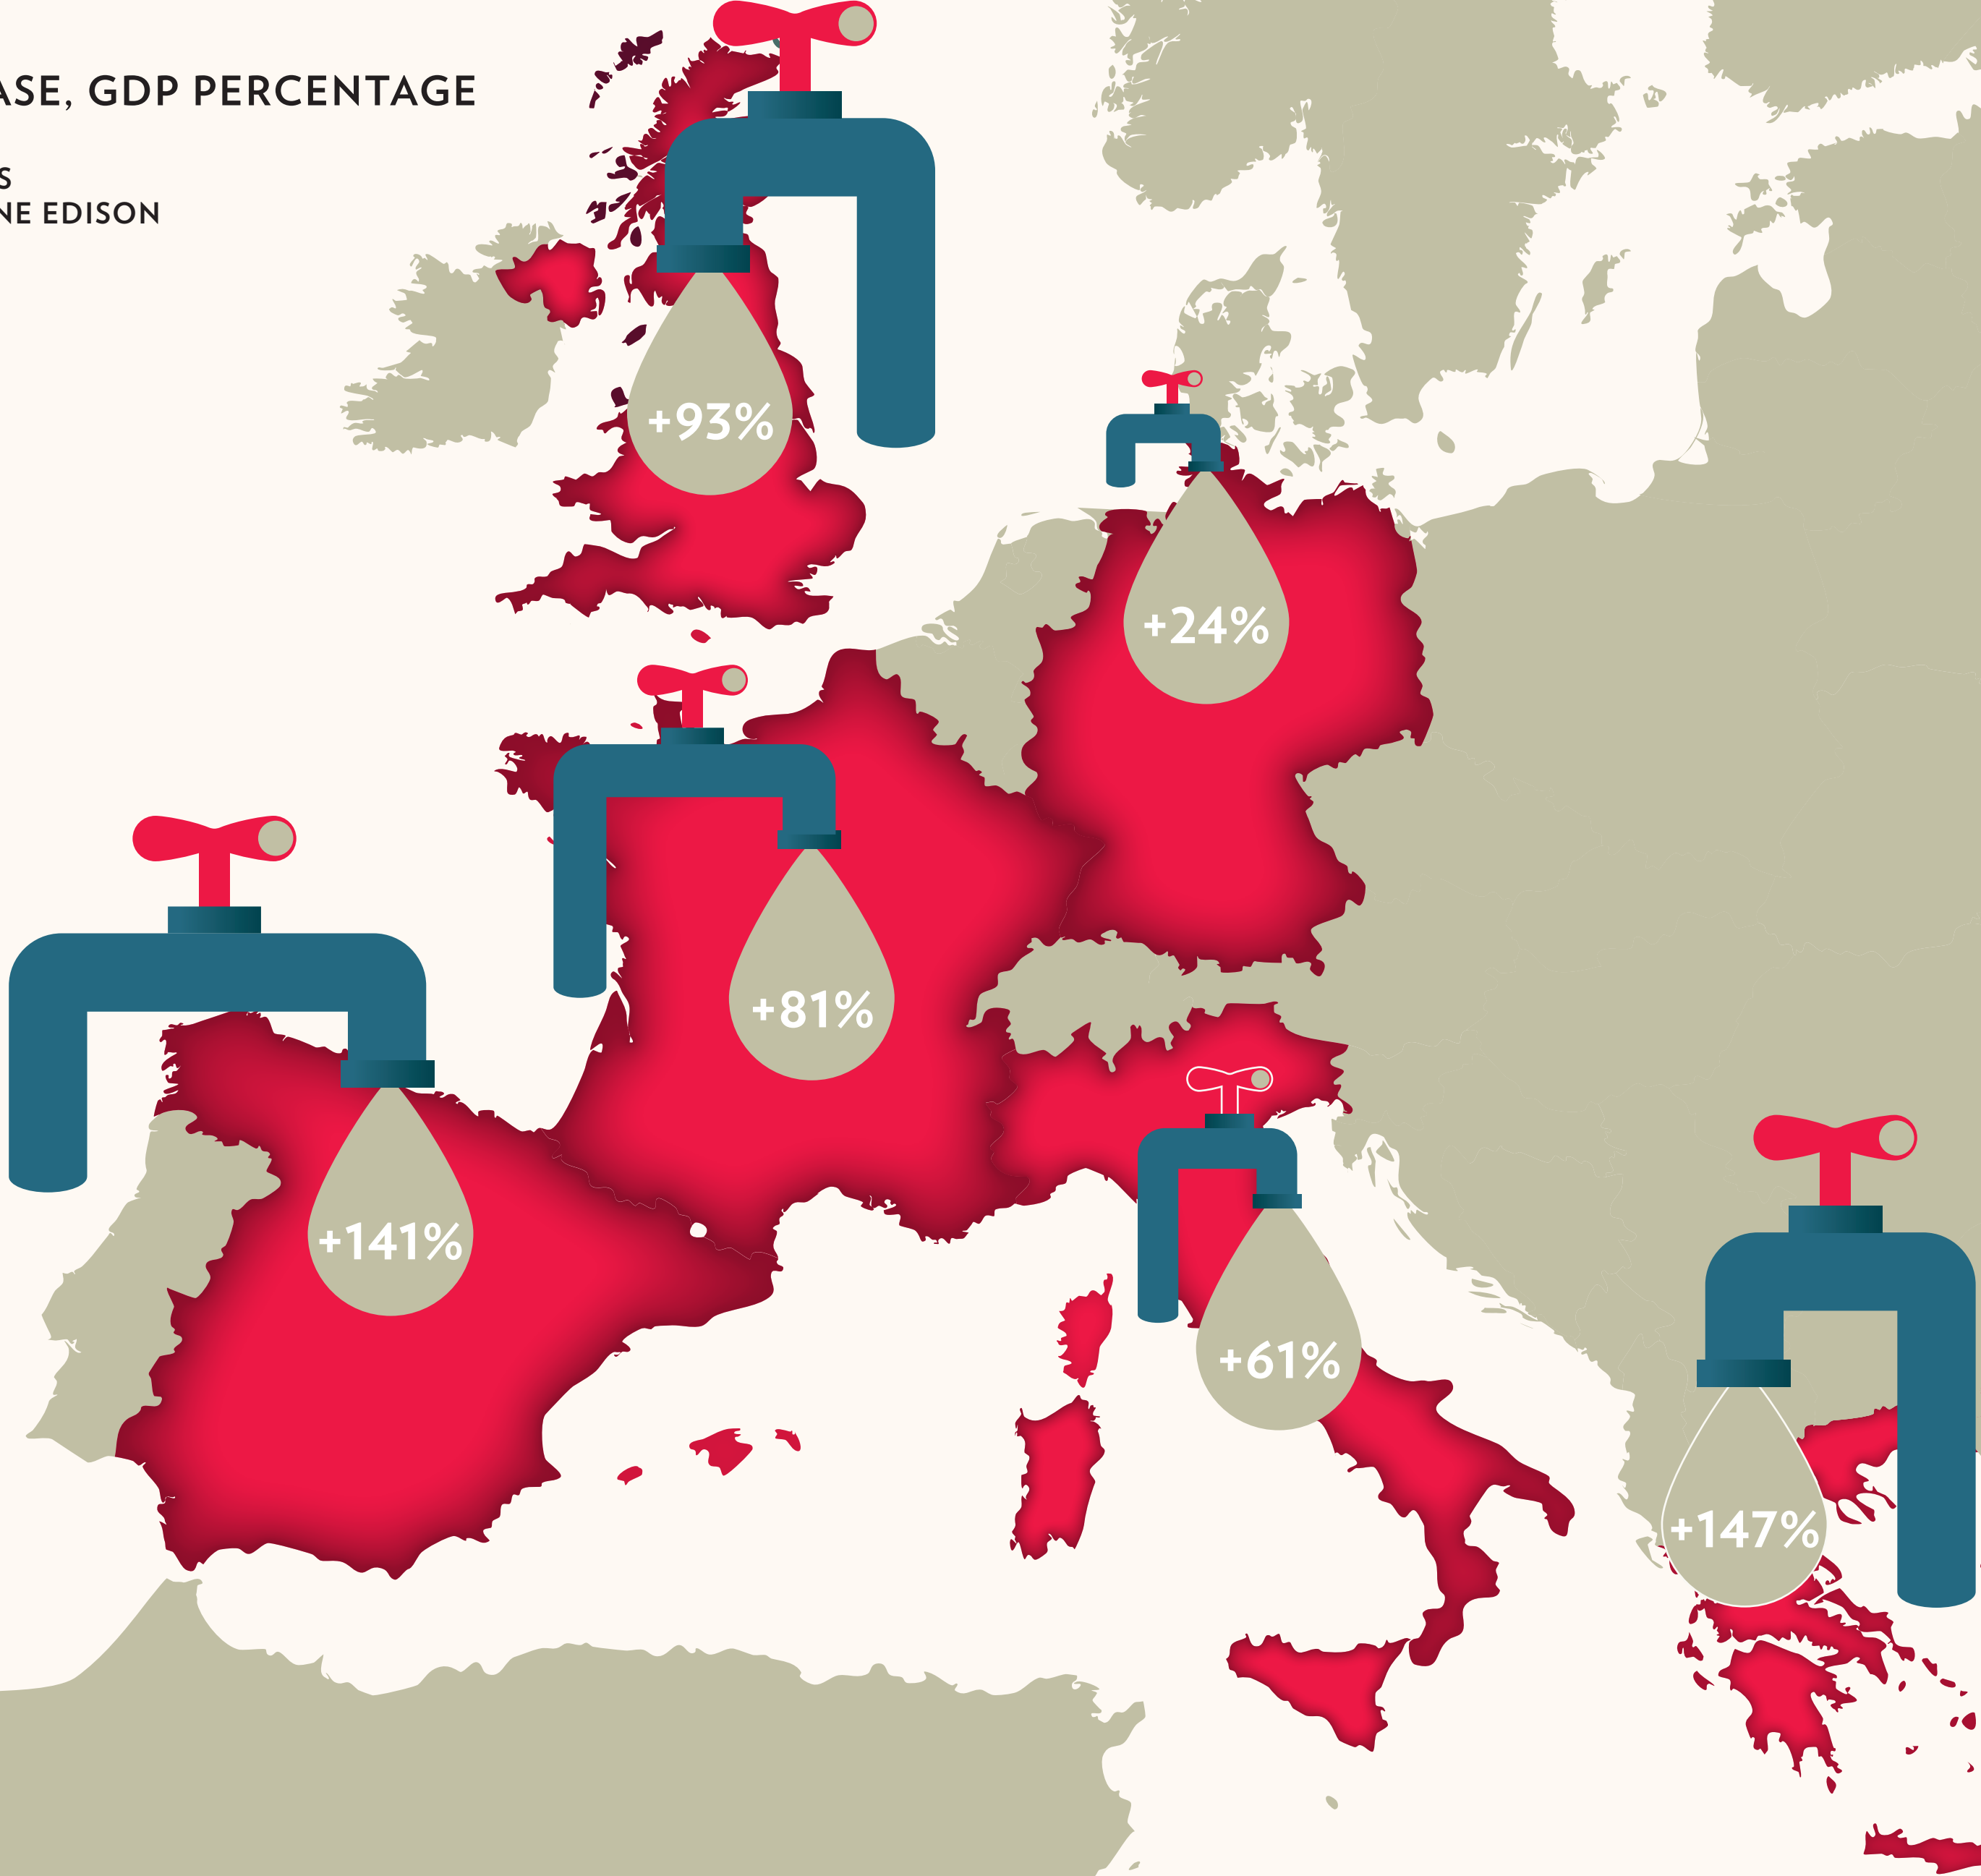 ASE, GDP PERCENTAGE
S
NE EDISON
+93%
+24%
+81%
+141%
+61%
+147%